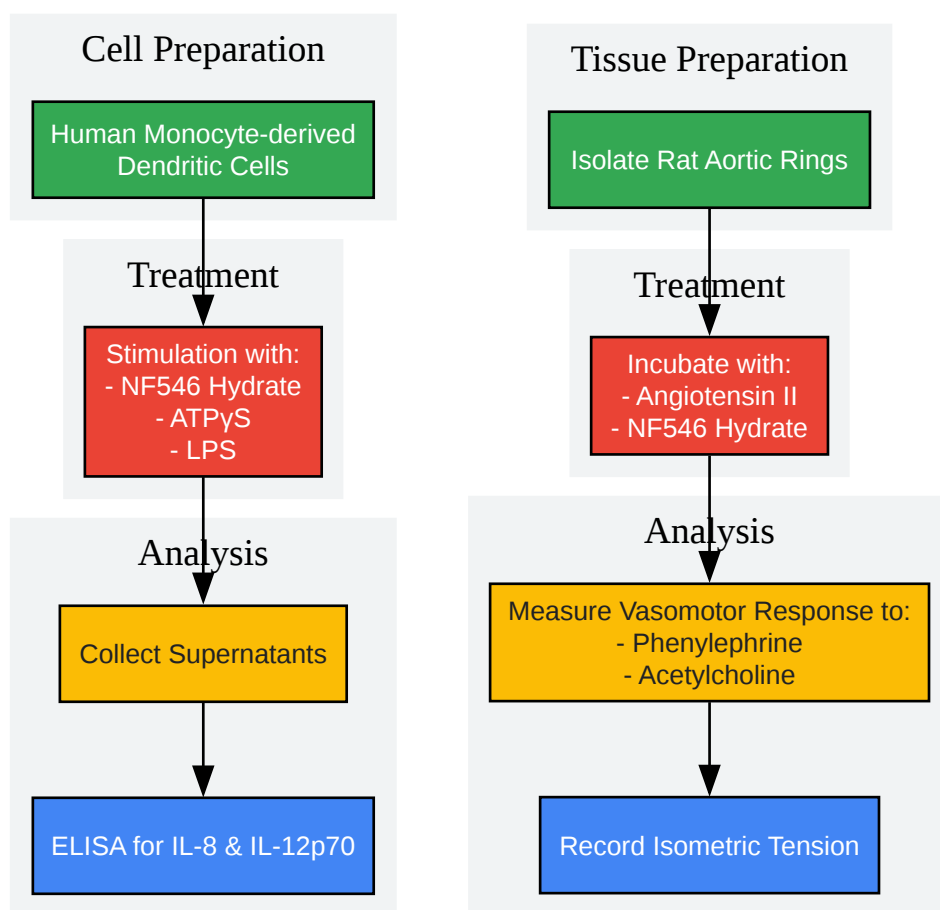 Cell Preparation
Human Monocyte-derived
Dendritic Cells
Treatment
Stimulation with:
- NF546 Hydrate
- ATPγS
- LPS
Analysis
Collect Supernatants
ELISA for IL-8 & IL-12p70
Tissue Preparation
Isolate Rat Aortic Rings
Treatment
Incubate with:
- Angiotensin II
- NF546 Hydrate
Analysis
Measure Vasomotor Response to:
- Phenylephrine
- Acetylcholine
Record Isometric Tension